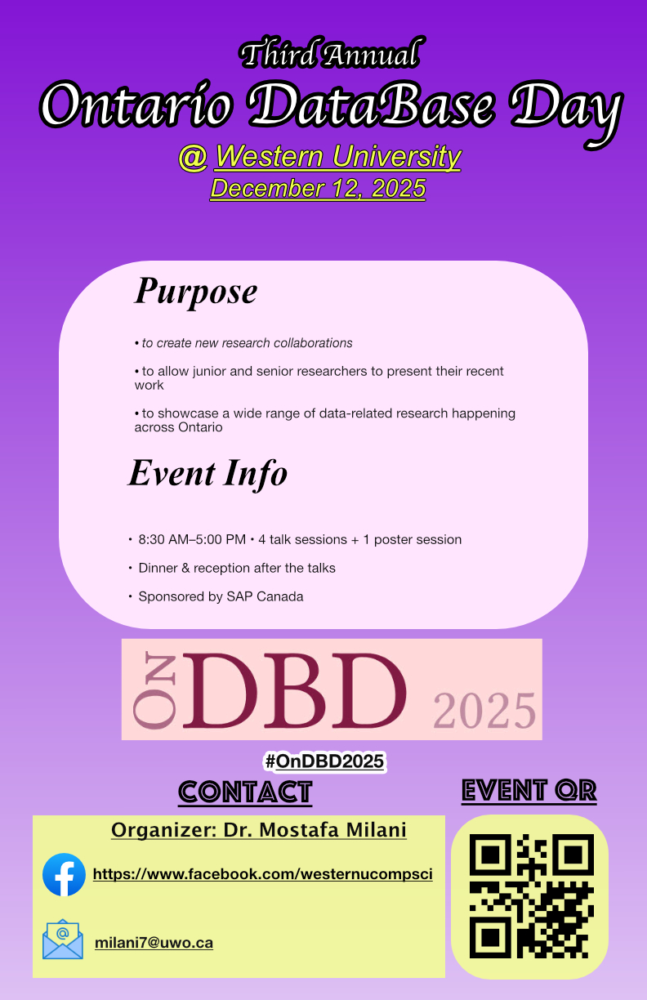 Third Annual
Ontario DataBase Day
@ Western University
December 12, 2025
Purpose
• to create new research collaborations
• to allow junior and senior researchers to present their recent
work
• to showcase a wide range of data-related research happening
across Ontario
Event Info
• 8:30 AM–5:00 PM • 4 talk sessions + 1 poster session
• Dinner & reception after the talks
• Sponsored by SAP Canada
ON DBD 2025
#OnDBD2025
CONTACT
EVENT QR
Organizer: Dr. Mostafa Milani
https://www.facebook.com/westernucompsci
@
milani7@uwo.ca